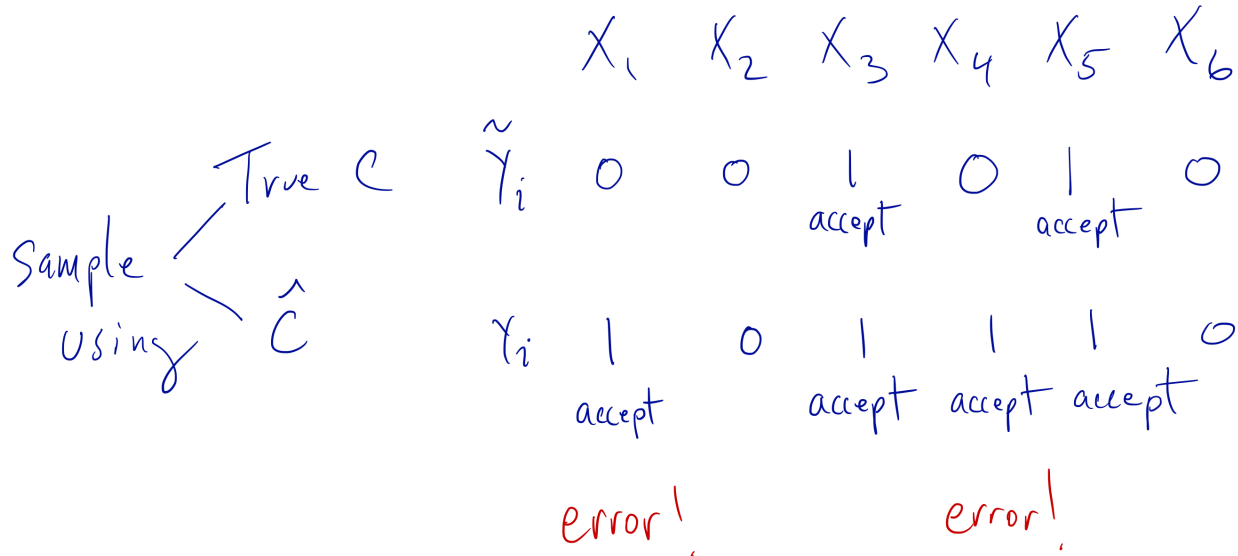 X₁ X₂ X₃ X₄ X₅ X₆
True C Ỹᵢ 0 0 1 0 1 0
accept accept
Sample
using Ĉ Yᵢ 1 0 1 1 1 0
accept accept accept accept
error! error!